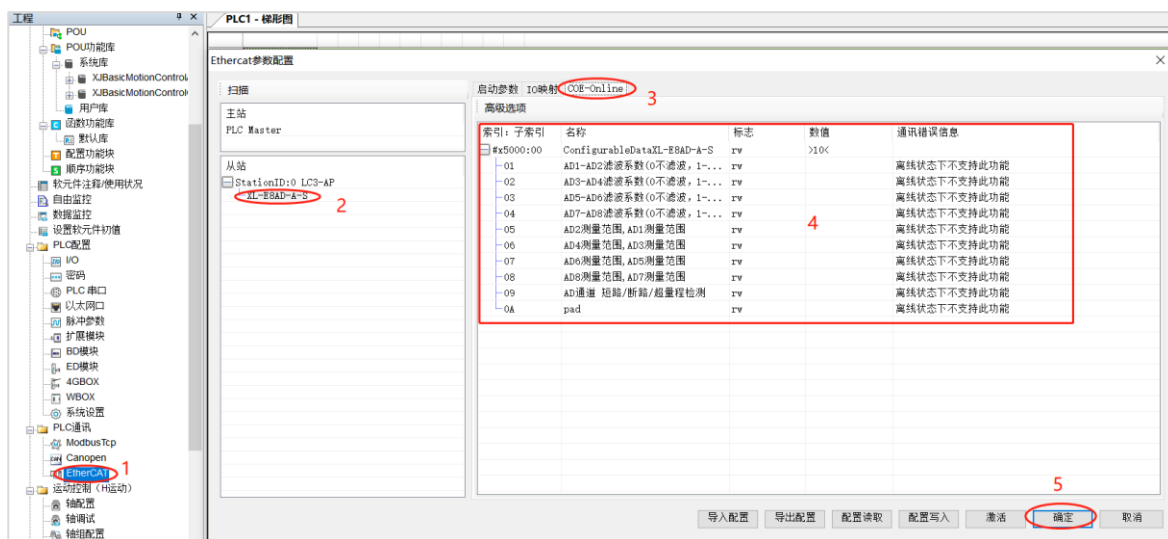 工程
PLC1 - 梯形图
POU
POU功能库
系统库
XJBasicMotionControl
XJBasicMotionControl
用户库
函数功能库
默认库
配置功能块
顺序功能块
软元件注释/使用状况
自由监控
数据监控
设置软元件初值
PLC配置
I/O
密码
PLC 串口
以太网口
脉冲参数
扩展模块
BD模块
ED模块
4GBOX
WBOX
系统设置
PLC通讯
ModbusTcp
Canopen
EtherCAT
1
运动控制（H运动）
轴配置
轴调试
轴组配置
Ethercat参数配置
扫描
主站
PLC Master
从站
StationID:0 LC3-AP
XL-E8AD-A-S
2
启动参数 IO映射 COE-Online
3
高级选项
索引: 子索引 名称 标志 数值 通讯错误信息
#x5000:00 ConfigurableDataXL-E8AD-A-S rw >10<
01 AD1-AD2滤波系数(0不滤波，1-... rw 离线状态下不支持此功能
02 AD3-AD4滤波系数(0不滤波，1-... rw 离线状态下不支持此功能
03 AD5-AD6滤波系数(0不滤波，1-... rw 离线状态下不支持此功能
04 AD7-AD8滤波系数(0不滤波，1-... rw 离线状态下不支持此功能
05 AD2测量范围,AD1测量范围 rw 离线状态下不支持此功能
4
06 AD4测量范围,AD3测量范围 rw 离线状态下不支持此功能
07 AD6测量范围,AD5测量范围 rw 离线状态下不支持此功能
08 AD8测量范围,AD7测量范围 rw 离线状态下不支持此功能
09 AD通道 短路/断路/超量程检测 rw 离线状态下不支持此功能
0A pad rw 离线状态下不支持此功能
5
导入配置 导出配置 配置读取 配置写入 激活 确定 取消